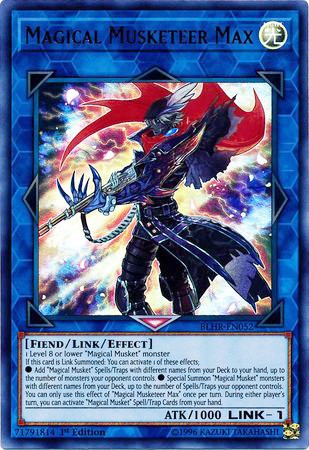 MAGICAL MUSKETEER MAX
光
BLHR-EN052
[FIEND/LINK/EFFECT]
1 Level 8 or lower "Magical Musket" monster
If this card is Link Summoned: You can activate 1 of these effects;
● Add "Magical Musket" Spells/Traps with different names from your Deck to your hand, up to
the number of monsters your opponent controls. ● Special Summon "Magical Musket" monsters
with different names from your Deck, up to the number of Spells/Traps your opponent controls.
You can only use this effect of "Magical Musketeer Max" once per turn. During either player's
turn, you can activate "Magical Musket" Spell/Trap Cards from your hand.
ATK/1000 LINK-1
71791814 1st Edition ©1996 KAZUKI TAKAHASHI